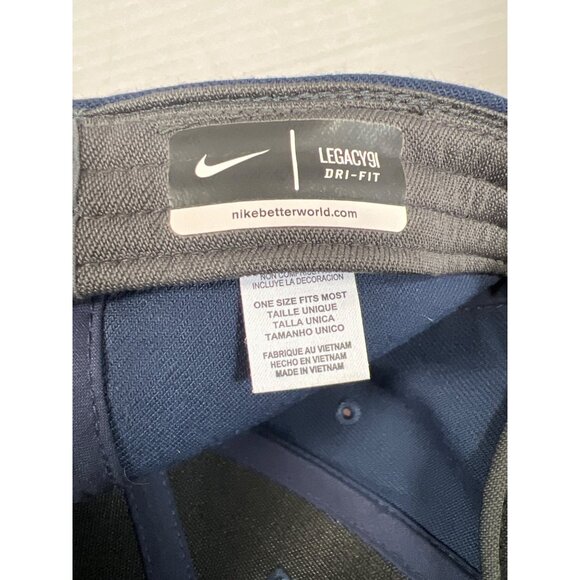 LEGACY91
DRI-FIT
nikebetterworld.com
INCLUYE LA DECORACION
ONE SIZE FITS MOST
TAILLE UNIQUE
TALLA UNICA
TAMANHO UNICO
FABRIQUE AU VIETNAM
HECHO EN VIETNAM
MADE IN VIETNAM